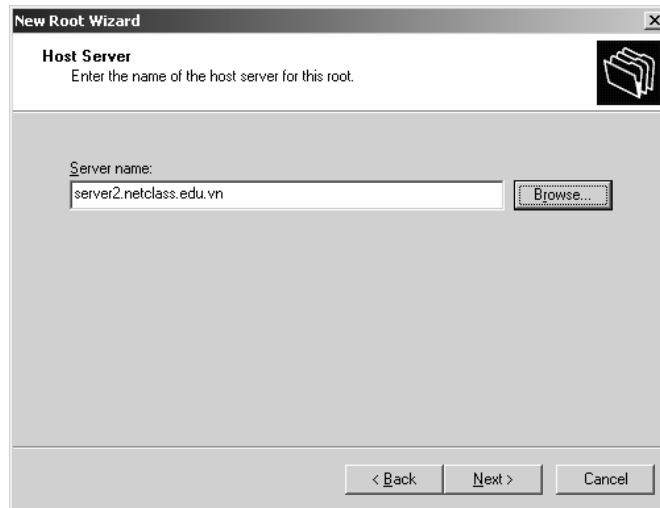 New Root Wizard
Host Server
Enter the name of the host server for this root.
Server name:
server2.netclass.edu.vn
Browse...
< Back
Next >
Cancel